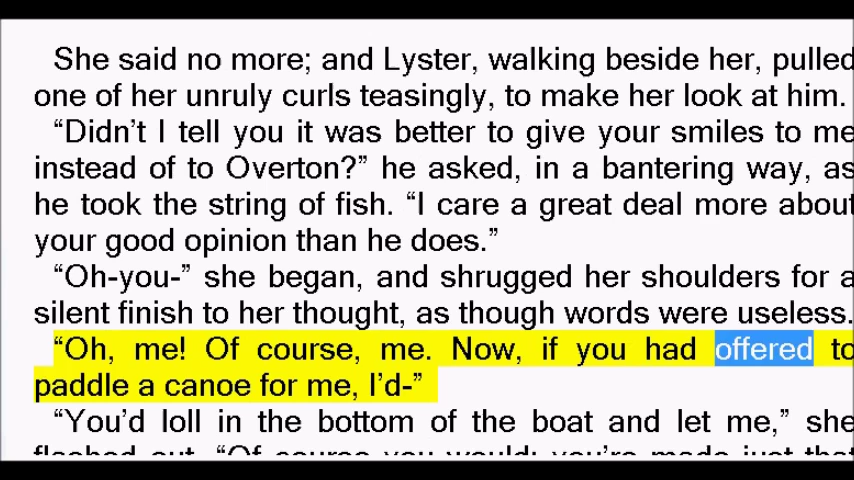 She said no more; and Lyster, walking beside her, pulled
one of her unruly curls teasingly, to make her look at him.
“Didn’t I tell you it was better to give your smiles to me
instead of to Overton?” he asked, in a bantering way, as
he took the string of fish. “I care a great deal more about
your good opinion than he does.”
“Oh-you-” she began, and shrugged her shoulders for a
silent finish to her thought, as though words were useless.
“Oh, me! Of course, me. Now, if you had offered to
paddle a canoe for me, I’d-”
“You’d loll in the bottom of the boat and let me,” she
flashed out. “Of course you would; you’re made just that